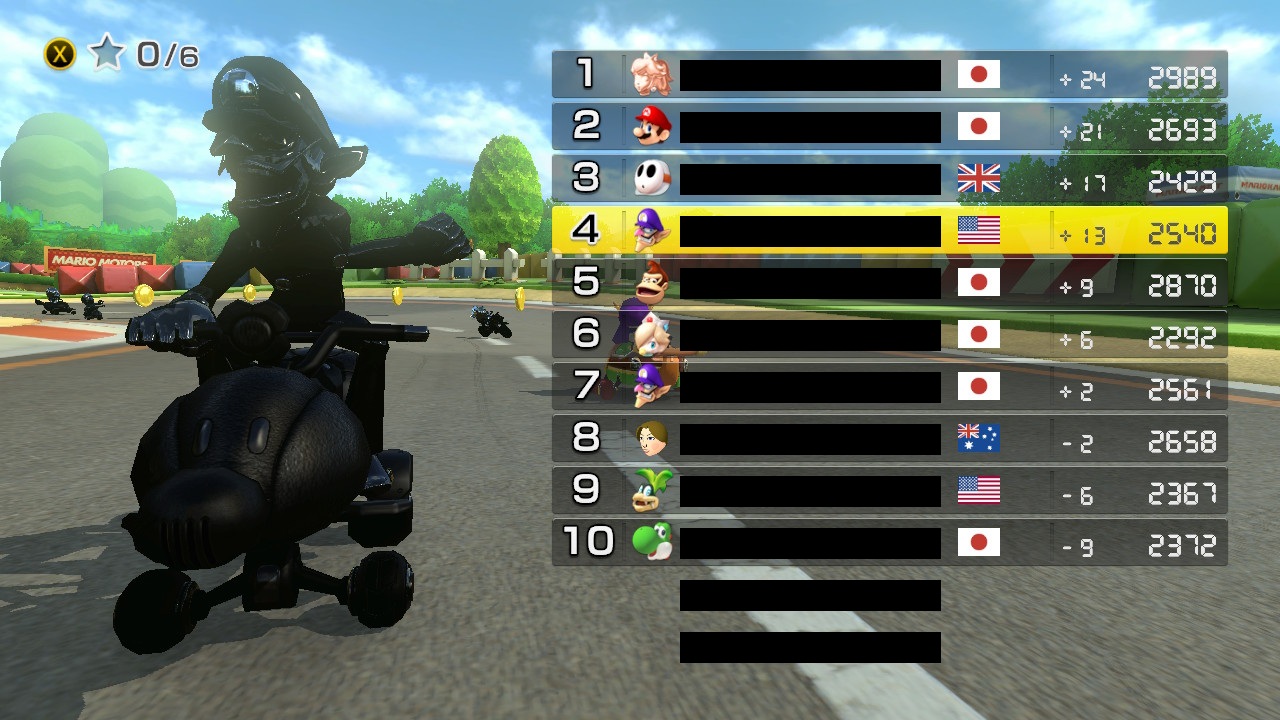 X 0/6
1 + 24 2989
2 + 21 2693
3 + 17 2429
4 + 13 2540
5 + 9 2870
6 + 6 2292
7 + 2 2561
8 - 2 2658
9 - 6 2367
10 - 9 2372
MARIO MOTORS